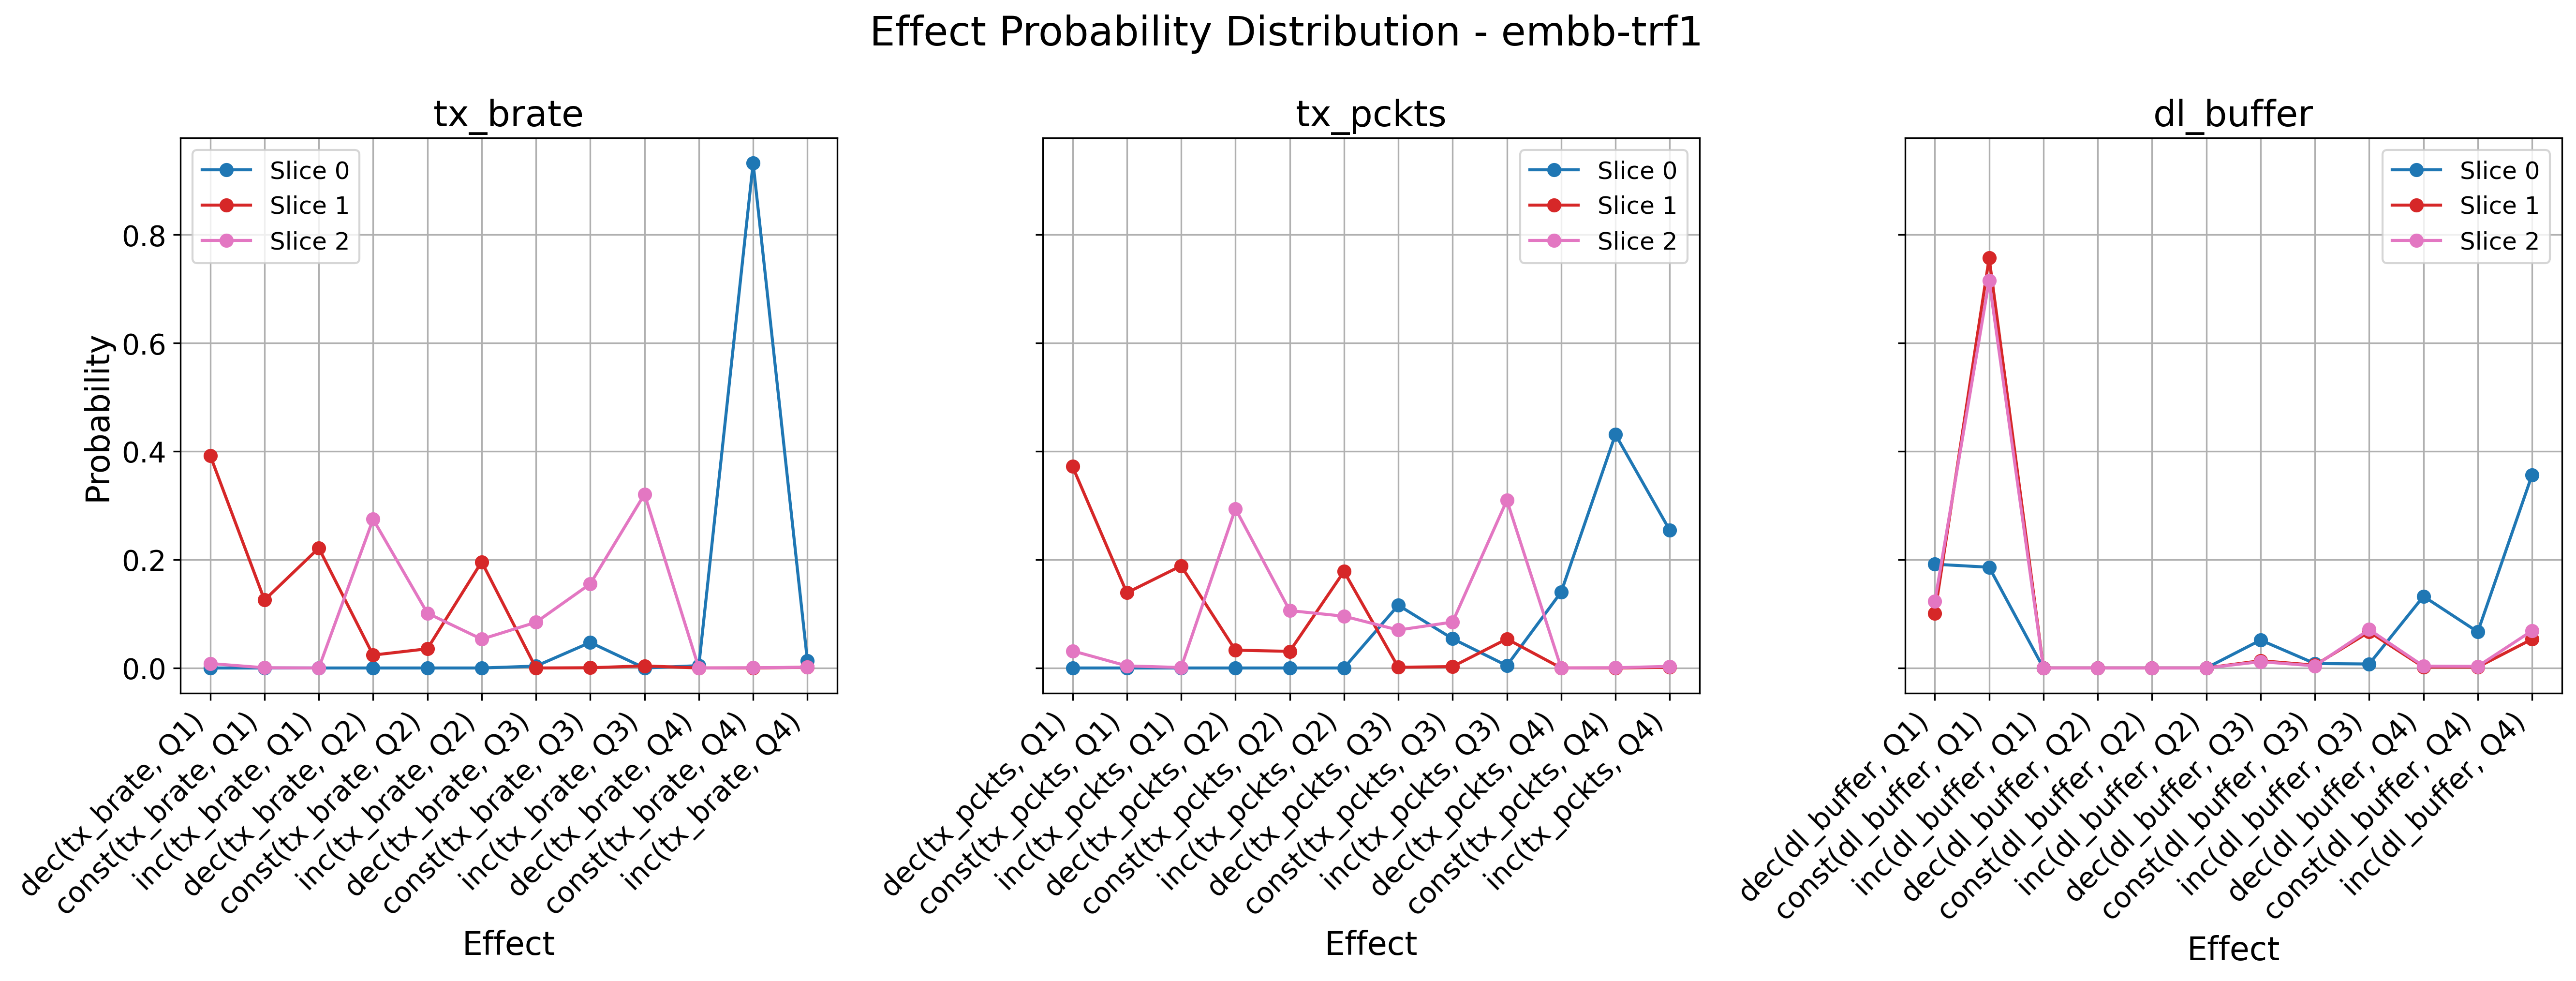 Effect Probability Distribution - embb-trf1
tx_brate
Slice 0
Slice 1
Slice 2
Probability
0.8
0.6
0.4
0.2
0.0
dec(tx_brate, Q1)
const(tx_brate, Q1)
inc(tx_brate, Q1)
dec(tx_brate, Q2)
const(tx_brate, Q2)
inc(tx_brate, Q2)
dec(tx_brate, Q3)
const(tx_brate, Q3)
inc(tx_brate, Q3)
dec(tx_brate, Q4)
const(tx_brate, Q4)
inc(tx_brate, Q4)
Effect
tx_pckts
Slice 0
Slice 1
Slice 2
dec(tx_pckts, Q1)
const(tx_pckts, Q1)
inc(tx_pckts, Q1)
dec(tx_pckts, Q2)
const(tx_pckts, Q2)
inc(tx_pckts, Q2)
dec(tx_pckts, Q3)
const(tx_pckts, Q3)
inc(tx_pckts, Q3)
dec(tx_pckts, Q4)
const(tx_pckts, Q4)
inc(tx_pckts, Q4)
Effect
dl_buffer
Slice 0
Slice 1
Slice 2
dec(dl_buffer, Q1)
const(dl_buffer, Q1)
inc(dl_buffer, Q1)
dec(dl_buffer, Q2)
const(dl_buffer, Q2)
inc(dl_buffer, Q2)
dec(dl_buffer, Q3)
const(dl_buffer, Q3)
inc(dl_buffer, Q3)
dec(dl_buffer, Q4)
const(dl_buffer, Q4)
inc(dl_buffer, Q4)
Effect